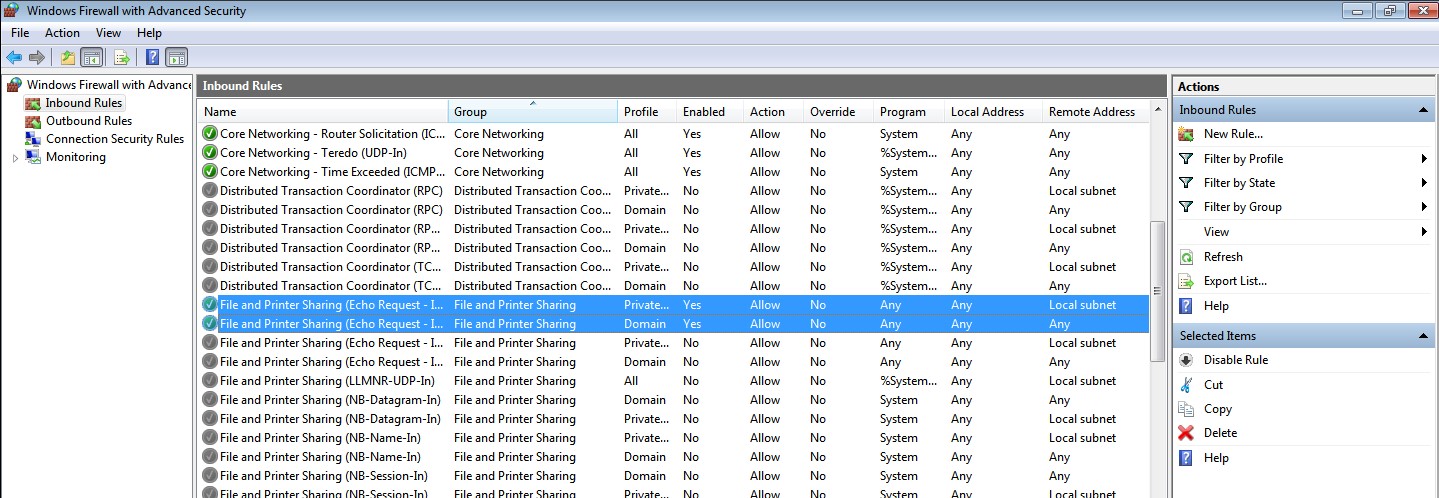 Windows Firewall with Advanced Security
File Action View Help
Windows Firewall with Advance
Inbound Rules
Outbound Rules
Connection Security Rules
Monitoring
Inbound Rules
Name Group Profile Enabled Action Override Program Local Address Remote Address
Core Networking - Router Solicitation (IC... Core Networking All Yes Allow No System Any Any
Core Networking - Teredo (UDP-In) Core Networking All Yes Allow No %System... Any Any
Core Networking - Time Exceeded (ICMP... Core Networking All Yes Allow No System Any Any
Distributed Transaction Coordinator (RPC) Distributed Transaction Coo... Private... No Allow No %System... Any Local subnet
Distributed Transaction Coordinator (RPC) Distributed Transaction Coo... Domain No Allow No %System... Any Any
Distributed Transaction Coordinator (RP... Distributed Transaction Coo... Private... No Allow No %System... Any Local subnet
Distributed Transaction Coordinator (RP... Distributed Transaction Coo... Domain No Allow No %System... Any Any
Distributed Transaction Coordinator (TC... Distributed Transaction Coo... Private... No Allow No %System... Any Local subnet
Distributed Transaction Coordinator (TC... Distributed Transaction Coo... Domain No Allow No %System... Any Any
File and Printer Sharing (Echo Request - I... File and Printer Sharing Private... Yes Allow No Any Any Local subnet
File and Printer Sharing (Echo Request - I... File and Printer Sharing Domain Yes Allow No Any Any Any
File and Printer Sharing (Echo Request - I... File and Printer Sharing Private... No Allow No Any Any Local subnet
File and Printer Sharing (Echo Request - I... File and Printer Sharing Domain No Allow No Any Any Any
File and Printer Sharing (LLMNR-UDP-In) File and Printer Sharing All No Allow No %System... Any Local subnet
File and Printer Sharing (NB-Datagram-In) File and Printer Sharing Domain No Allow No System Any Any
File and Printer Sharing (NB-Datagram-In) File and Printer Sharing Private... No Allow No System Any Local subnet
File and Printer Sharing (NB-Name-In) File and Printer Sharing Private... No Allow No System Any Local subnet
File and Printer Sharing (NB-Name-In) File and Printer Sharing Domain No Allow No System Any Any
File and Printer Sharing (NB-Session-In) File and Printer Sharing Domain No Allow No System Any Any
File and Printer Sharing (NB-Session-In) File and Printer Sharing Private... No Allow No System Any Local subnet
Actions
Inbound Rules
New Rule...
Filter by Profile
Filter by State
Filter by Group
View
Refresh
Export List...
Help
Selected Items
Disable Rule
Cut
Copy
Delete
Help